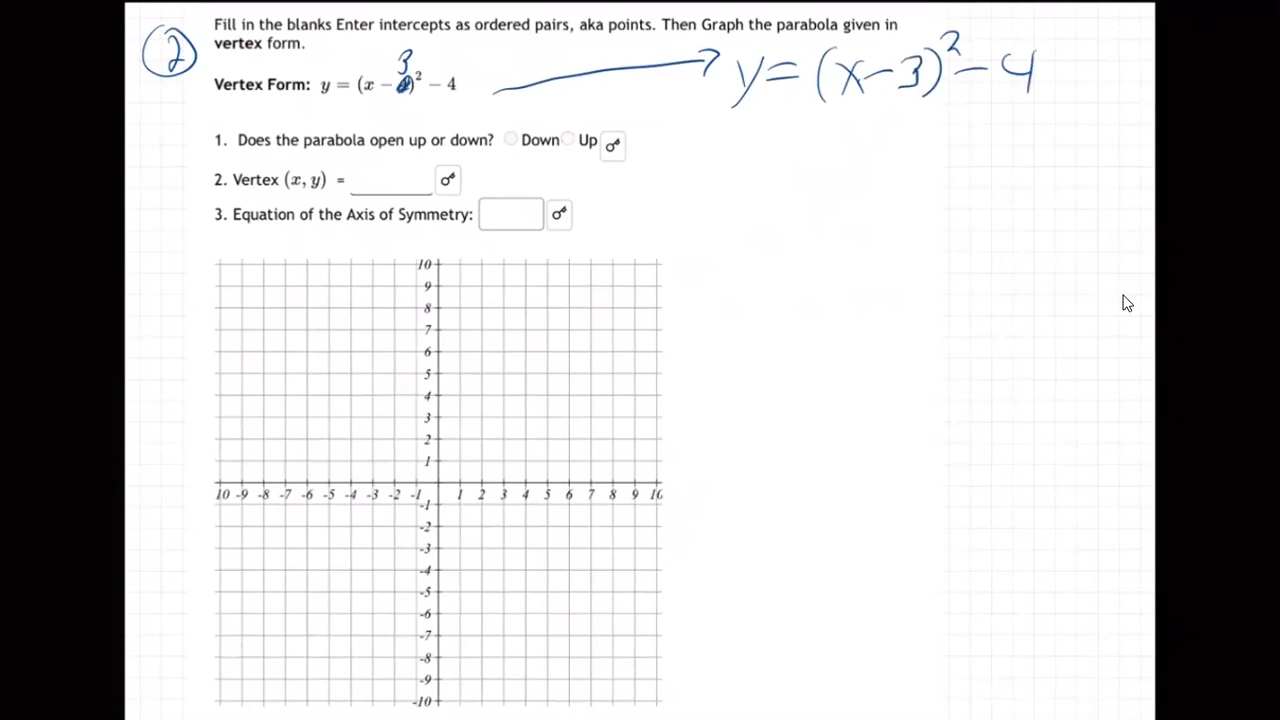 2
Fill in the blanks Enter intercepts as ordered pairs, aka points. Then Graph the parabola given in
vertex form.
3
Vertex Form: y = (x − )² − 4
y = (x-3)² - 4
1. Does the parabola open up or down? Down Up
2. Vertex (x, y) = ______
3. Equation of the Axis of Symmetry:
10
9
8
7
6
5
4
3
2
1
10 -9 -8 -7 -6 -5 -4 -3 -2 -1 1 2 3 4 5 6 7 8 9 10
-1
-2
-3
-4
-5
-6
-7
-8
-9
-10